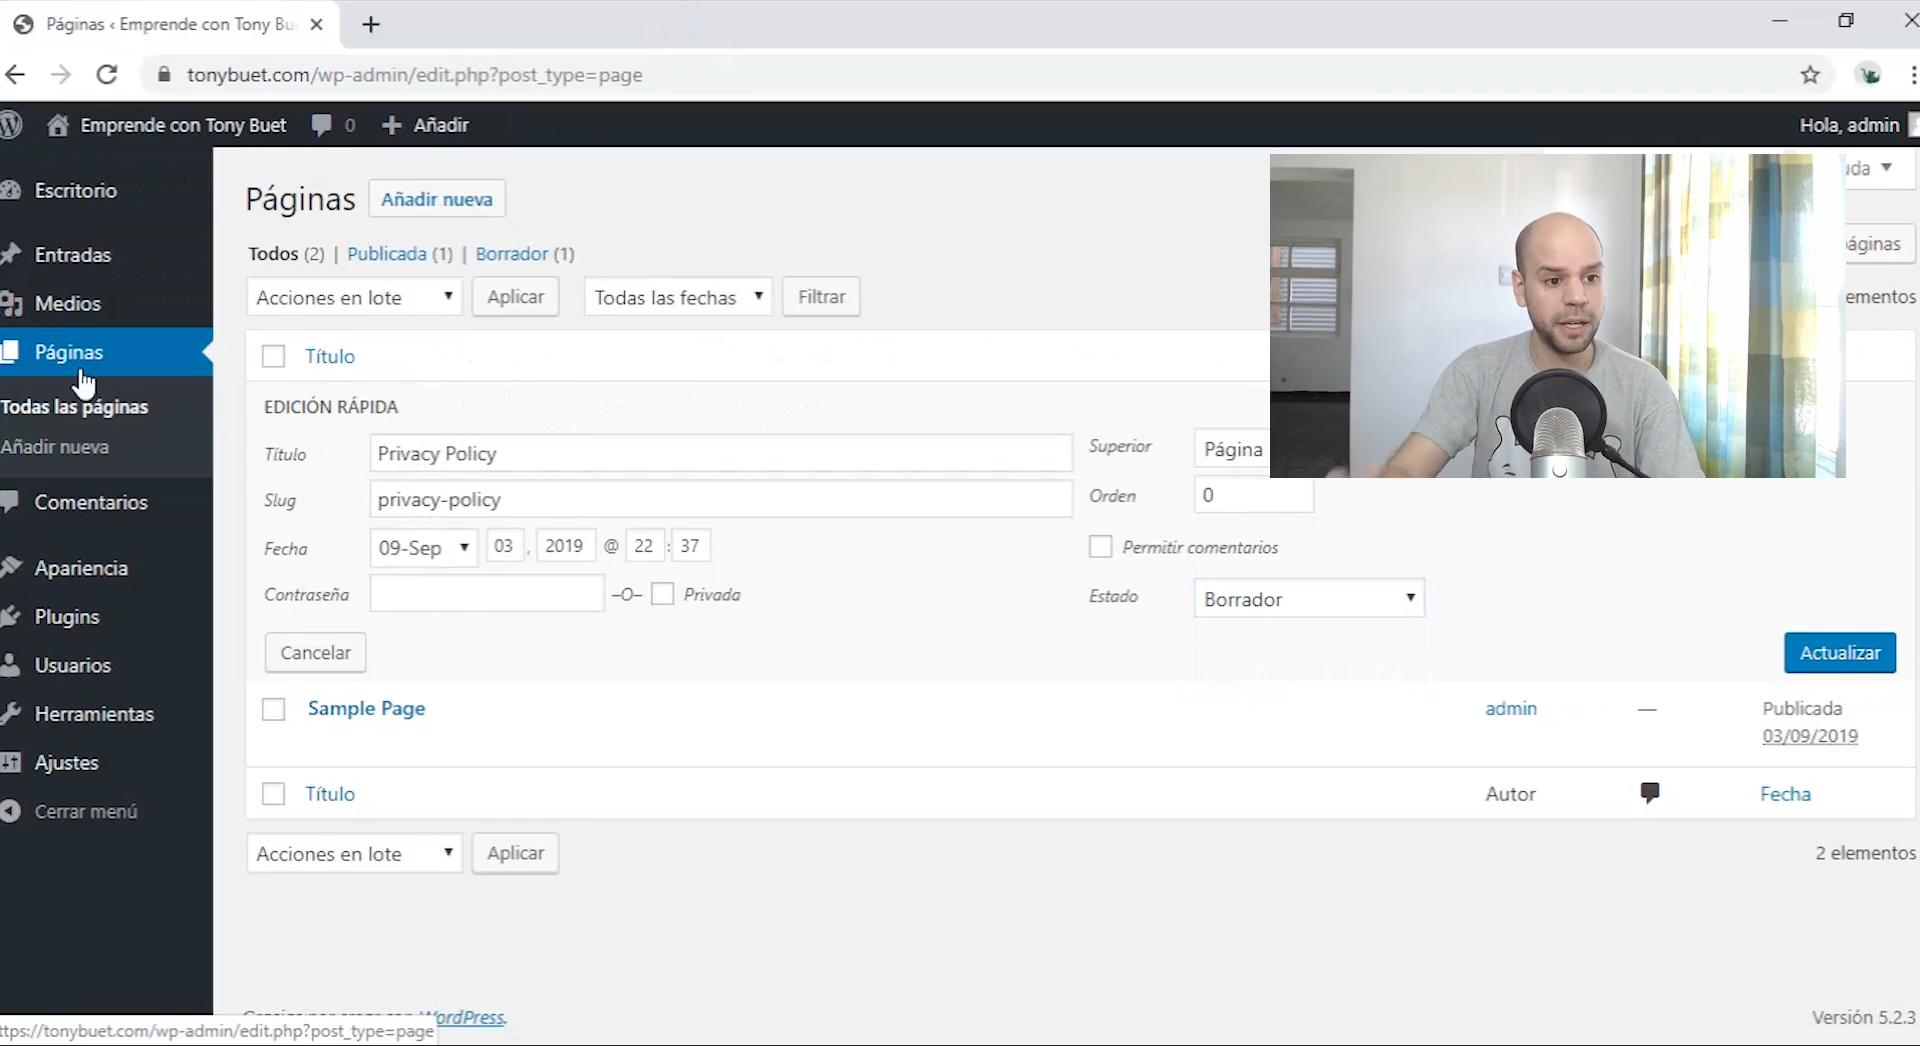 Páginas ‹ Emprende con Tony Bu
tonybuet.com/wp-admin/edit.php?post_type=page
Emprende con Tony Buet 0 + Añadir Hola, admin
Escritorio
Entradas
Medios
Páginas
Todas las páginas
Añadir nueva
Comentarios
Apariencia
Plugins
Usuarios
Herramientas
Ajustes
Cerrar menú
Páginas Añadir nueva
Todos (2) | Publicada (1) | Borrador (1)
Acciones en lote Aplicar Todas las fechas Filtrar
Título
EDICIÓN RÁPIDA
Título Privacy Policy
Slug privacy-policy
Fecha 09-Sep 03 , 2019 @ 22 : 37
Contraseña –O– Privada
Superior Página
Orden 0
Permitir comentarios
Estado Borrador
Cancelar Actualizar
Sample Page admin — Publicada
03/09/2019
Título Autor Fecha
Acciones en lote Aplicar 2 elementos
uda
áginas
elementos
WordPress.
Versión 5.2.3
ttps://tonybuet.com/wp-admin/edit.php?post_type=page